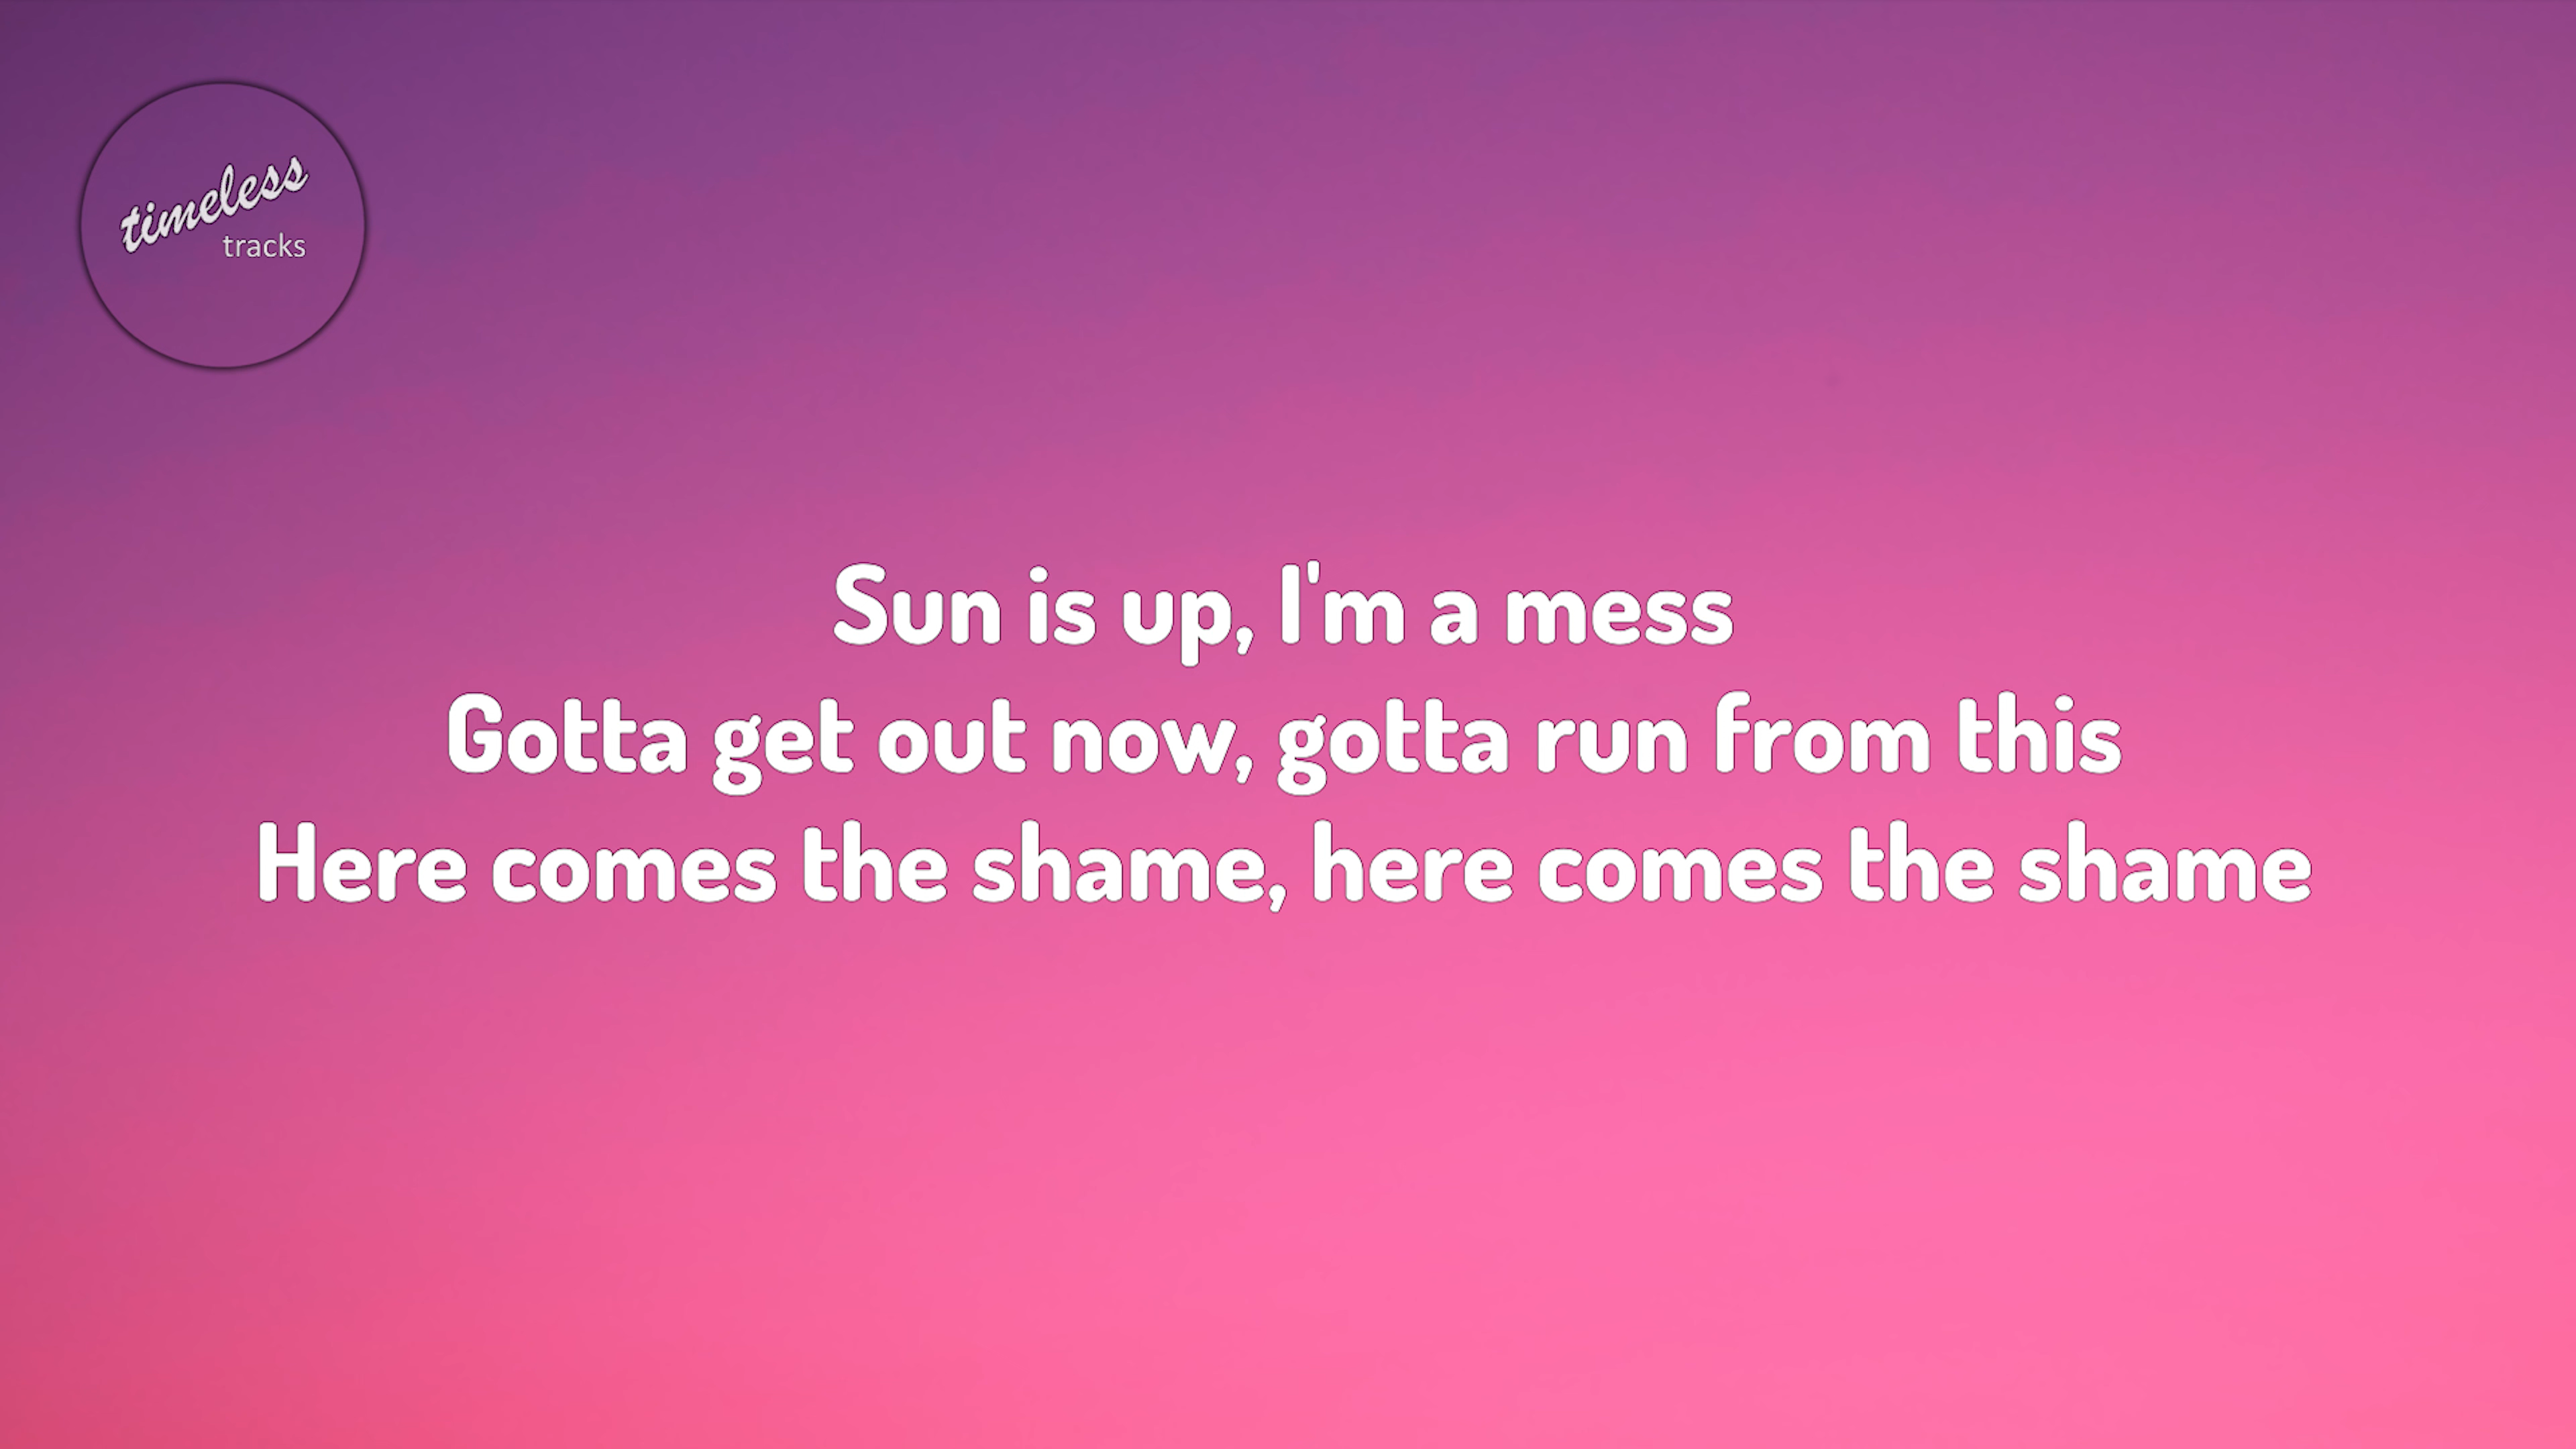 timeless
tracks
Sun is up, I'm a mess
Gotta get out now, gotta run from this
Here comes the shame, here comes the shame